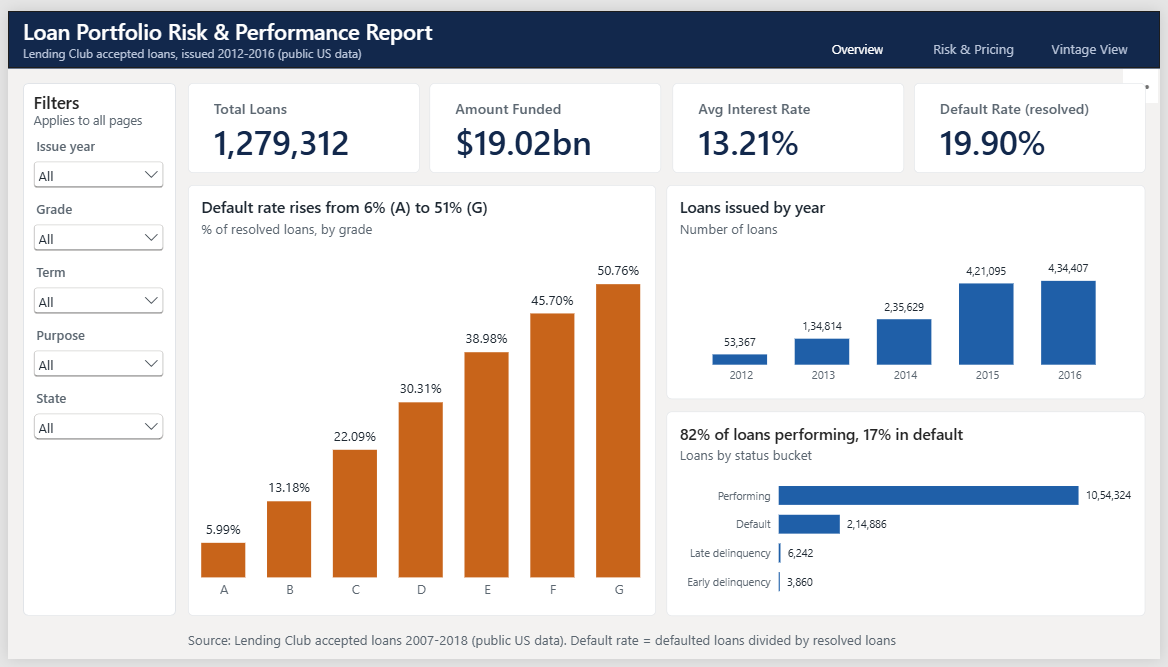 Loan Portfolio Risk & Performance Report
Lending Club accepted loans, issued 2012-2016 (public US data)
Overview
Risk & Pricing
Vintage View
Filters
Applies to all pages
Issue year
All
Grade
All
Term
All
Purpose
All
State
All
Total Loans
1,279,312
Amount Funded
$19.02bn
Avg Interest Rate
13.21%
Default Rate (resolved)
19.90%
Default rate rises from 6% (A) to 51% (G)
% of resolved loans, by grade
5.99%
13.18%
22.09%
30.31%
38.98%
45.70%
50.76%
A
B
C
D
E
F
G
Loans issued by year
Number of loans
53,367
1,34,814
2,35,629
4,21,095
4,34,407
2012
2013
2014
2015
2016
82% of loans performing, 17% in default
Loans by status bucket
Performing 10,54,324
Default 2,14,886
Late delinquency 6,242
Early delinquency 3,860
Source: Lending Club accepted loans 2007-2018 (public US data). Default rate = defaulted loans divided by resolved loans